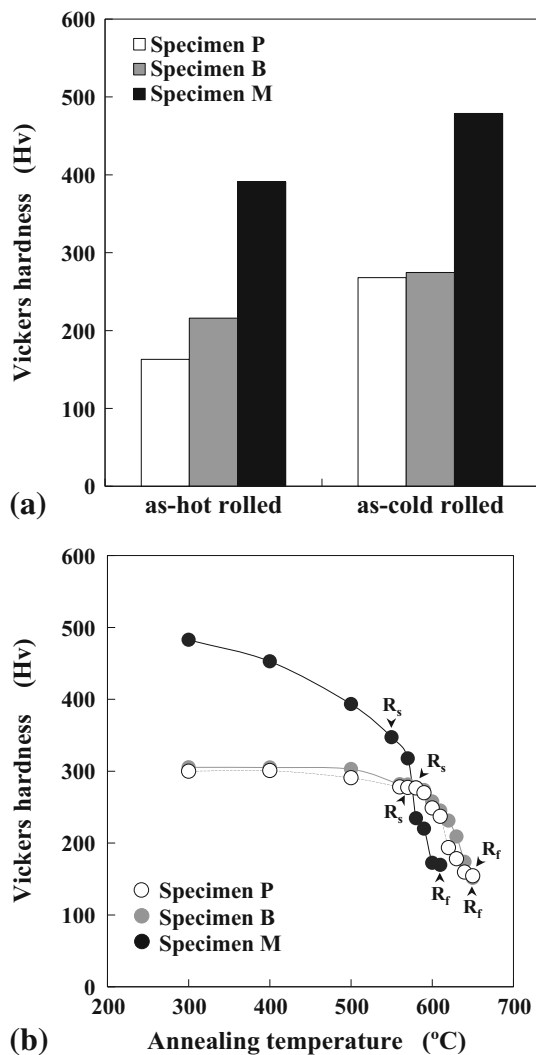 600
500
400
300
200
100
0
Vickers hardness (Hv)
Specimen P
Specimen B
Specimen M
as-hot rolled
as-cold rolled
(a)
600
500
400
300
200
100
0
Vickers hardness (Hv)
Rs
Rs
Rs
Rf
Rf
Rf
Specimen P
Specimen B
Specimen M
200 300 400 500 600 700
Annealing temperature (ºC)
(b)